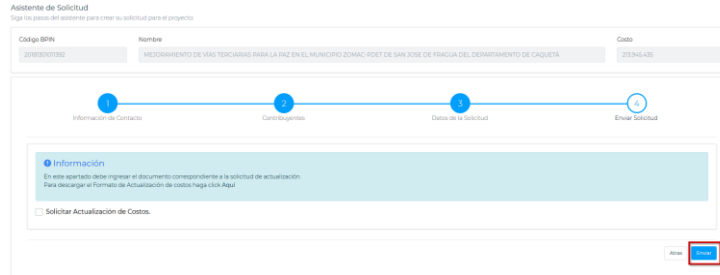 Asistente de Solicitud
Siga los pasos del asistente para crear su solicitud para el proyecto.
Código BPIN Nombre Costo
MEJORAMIENTO DE VÍAS TERCIARIAS PARA LA PAZ EN EL MUNICIPIO ZOMAC-PDET DE SAN JOSE DE FRAGUA DEL DEPARTAMENTO DE CAQUETÁ 213.945.435
1 2 3 4
Información de Contacto Contribuyentes Datos de la Solicitud Enviar Solicitud
Información
En este apartado debe ingresar el documento correspondiente a la solicitud de actualización.
Para descargar el Formato de Actualización de costos haga click Aquí
Solicitar Actualización de Costos.
Atras Enviar